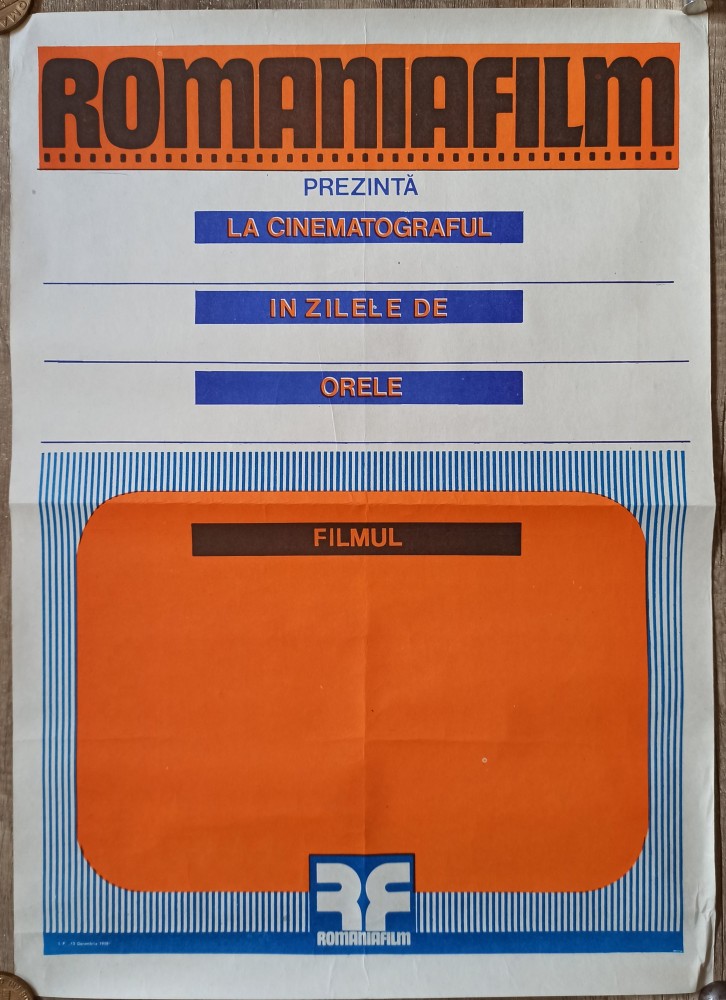 ROMANIAFILM
PREZINTĂ
LA CINEMATOGRAFUL
IN ZILELE DE
ORELE
FILMUL
RF
ROMANIAFILM